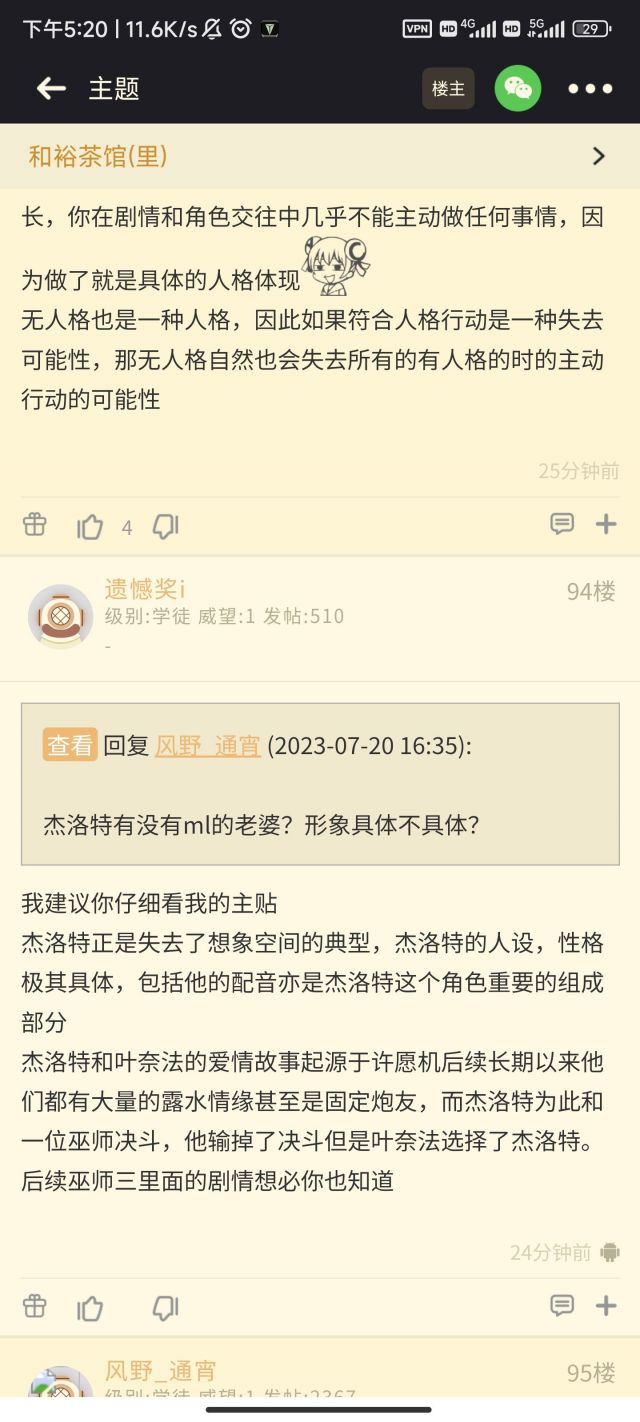 下午5:20 | 11.6K/s
VPN HD 4G HD 5G 29
主题
楼主
和裕茶馆(里)
长，你在剧情和角色交往中几乎不能主动做任何事情，因
为做了就是具体的人格体现
无人格也是一种人格，因此如果符合人格行动是一种失去
可能性，那无人格自然也会失去所有的有人格的时的主动
行动的可能性
25分钟前
4
遗憾奖i
94楼
级别:学徒 威望:1 发帖:510
-
查看 回复 风野_通宵 (2023-07-20 16:35):
杰洛特有没有ml的老婆？形象具体不具体？
我建议你仔细看我的主贴
杰洛特正是失去了想象空间的典型，杰洛特的人设，性格
极其具体，包括他的配音亦是杰洛特这个角色重要的组成
部分
杰洛特和叶奈法的爱情故事起源于许愿机后续长期以来他
们都有大量的露水情缘甚至是固定炮友，而杰洛特为此和
一位巫师决斗，他输掉了决斗但是叶奈法选择了杰洛特。
后续巫师三里面的剧情想必你也知道
24分钟前
风野_通宵
95楼
级别:学徒 威望:1 发帖:2367